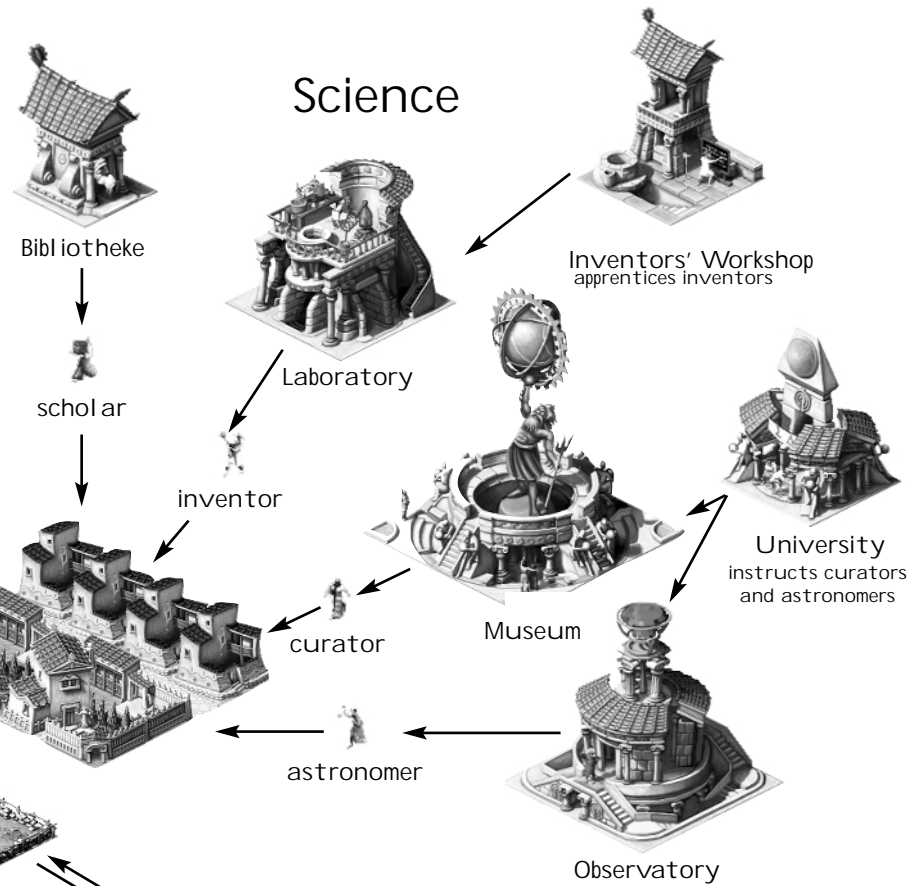 Science
Bibliotheke
Inventors' Workshop
apprentices inventors
Laboratory
scholar
inventor
University
instructs curators
and astronomers
Museum
curator
astronomer
Observatory